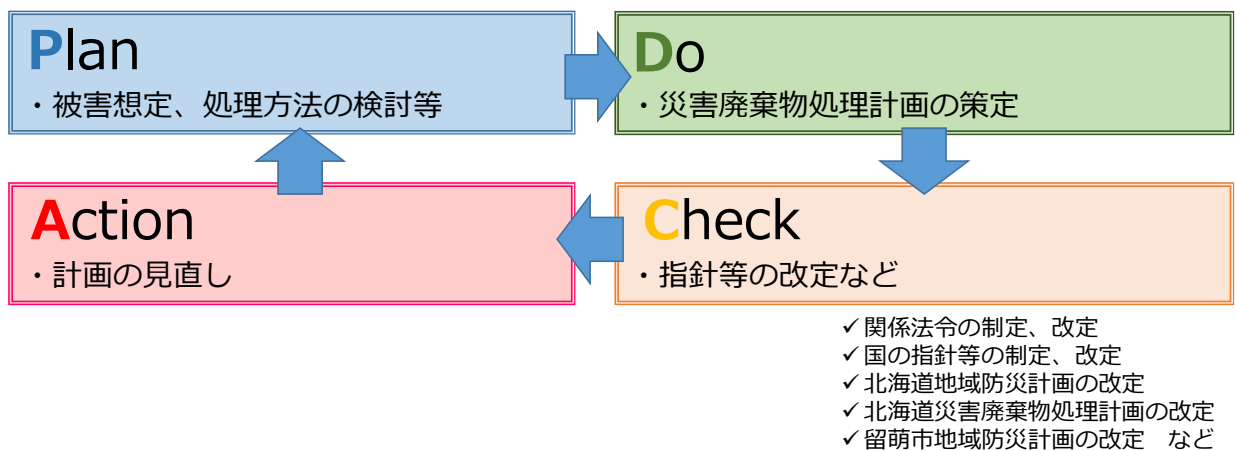 Plan
・被害想定、処理方法の検討等
Do
・災害廃棄物処理計画の策定
Action
・計画の見直し
Check
・指針等の改定など
✓関係法令の制定、改定
✓国の指針等の制定、改定
✓北海道地域防災計画の改定
✓北海道災害廃棄物処理計画の改定
✓留萌市地域防災計画の改定　など